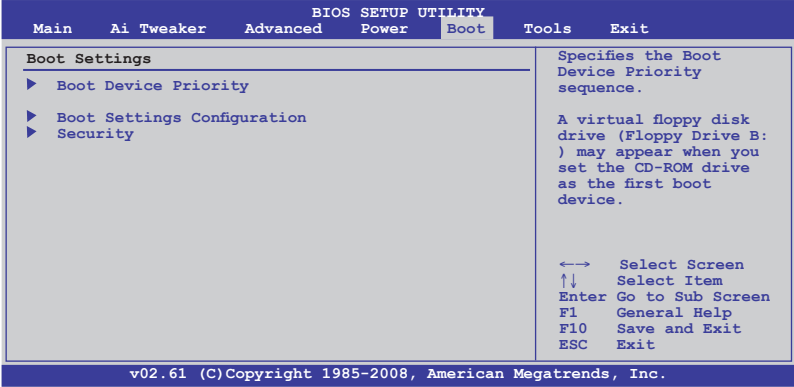 BIOS SETUP UTILITY
Main Ai Tweaker Advanced Power Boot Tools Exit
Boot Settings
Boot Device Priority
Boot Settings Configuration
Security
Specifies the Boot
Device Priority
sequence.
A virtual floppy disk
drive (Floppy Drive B:
) may appear when you
set the CD-ROM drive
as the first boot
device.
←→ Select Screen
↑↓ Select Item
Enter Go to Sub Screen
F1 General Help
F10 Save and Exit
ESC Exit
v02.61 (C)Copyright 1985-2008, American Megatrends, Inc.